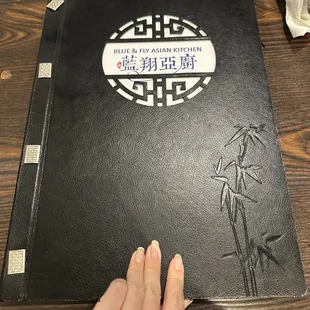 BLUE & FLY ASIAN KITCHEN
藍翔亞廚